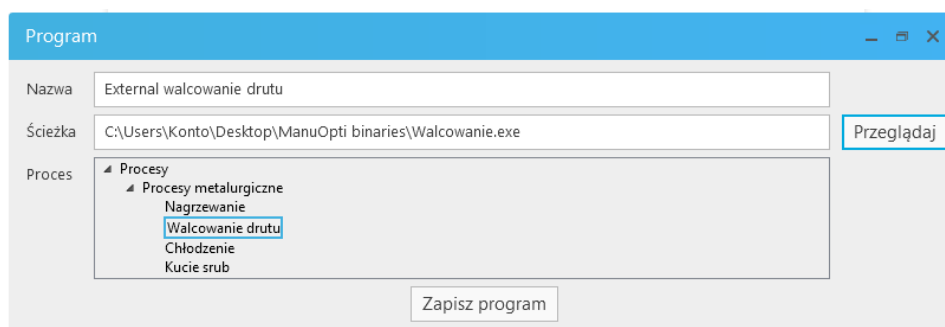 Program
Nazwa External walcowanie drutu
Ścieżka C:\Users\Konto\Desktop\ManuOpti binaries\Walcowanie.exe Przeglądaj
Proces Procesy
Procesy metalurgiczne
Nagrzewanie
Walcowanie drutu
Chłodzenie
Kucie srub
Zapisz program